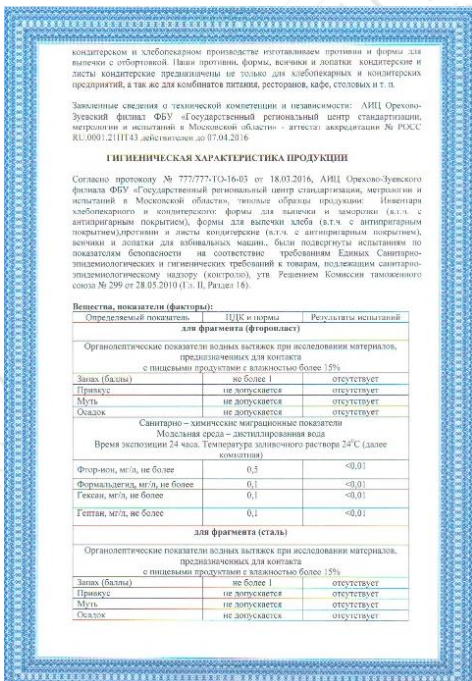 кондитерском и хлебопекарном производстве изготавливаем противни и формы для
выпечки с отбортовкой. Наши противни, формы, венчики и лопатки кондитерские и
листы кондитерские предназначены не только для хлебопекарных и кондитерских
предприятий, а так же для комбинатов питания, ресторанов, кафе, столовых и т. п.
Заявленные сведения о технической компетенции и независимости: АИЦ Орехово-
Зуевский филиал ФБУ «Государственный региональный центр стандартизации,
метрологии и испытаний в Московской области» - аттестат аккредитации № РОСС
RU.0001.21ПТ43 действителен до 07.04.2016
ГИГИЕНИЧЕСКАЯ ХАРАКТЕРИСТИКА ПРОДУКЦИИ
Согласно протоколу № 777/777-ТО-16-03 от 18.03.2016, АИЦ Орехово-Зуевского
филиала ФБУ «Государственный региональный центр стандартизации, метрологии и
испытаний в Московской области», типовые образцы продукции: Инвентарь
хлебопекарного и кондитерского: формы для выпечки и заморозки (в.т.ч. с
антипригарным покрытием), формы для выпечки хлеба (в.т.ч. с антипригарным
покрытием),противни и листы кондитерские (в.т.ч. с антипригарным покрытием),
венчики и лопатки для взбивальных машин., были подвергнуты испытаниям по
показателям безопасности на соответствие требованиям Единых Санитарно-
эпидемиологических и гигиенических требований к товарам, подлежащим санитарно-
эпидемиологическому надзору (контролю), утв Решением Комиссии таможенного
союза № 299 от 28.05.2010 (Гл. II, Раздел 16).
Вещества, показатели (факторы):
Определяемый показатель ПДК и нормы Результаты испытаний
для фрагмента (фторопласт)
Органолептические показатели водных вытяжек при исследовании материалов,
предназначенных для контакта
с пищевыми продуктами с влажностью более 15%
Запах (баллы) не более 1 отсутствует
Привкус не допускается отсутствует
Муть не допускается отсутствует
Осадок не допускается отсутствует
Санитарно – химические миграционные показатели
Модельная среда – дистиллированная вода
Время экспозиции 24 часа. Температура заливочного раствора 24⁰С (далее
комнатная)
Фтор-ион, мг/л, не более 0,5 <0,01
Формальдегид, мг/л, не более 0,1 <0,01
Гексан, мг/л, не более 0,1 <0,01
Гептан, мг/л, не более 0,1 <0,01
для фрагмента (сталь)
Органолептические показатели водных вытяжек при исследовании материалов,
предназначенных для контакта
с пищевыми продуктами с влажностью более 15%
Запах (баллы) не более 1 отсутствует
Привкус не допускается отсутствует
Муть не допускается отсутствует
Осадок не допускается отсутствует